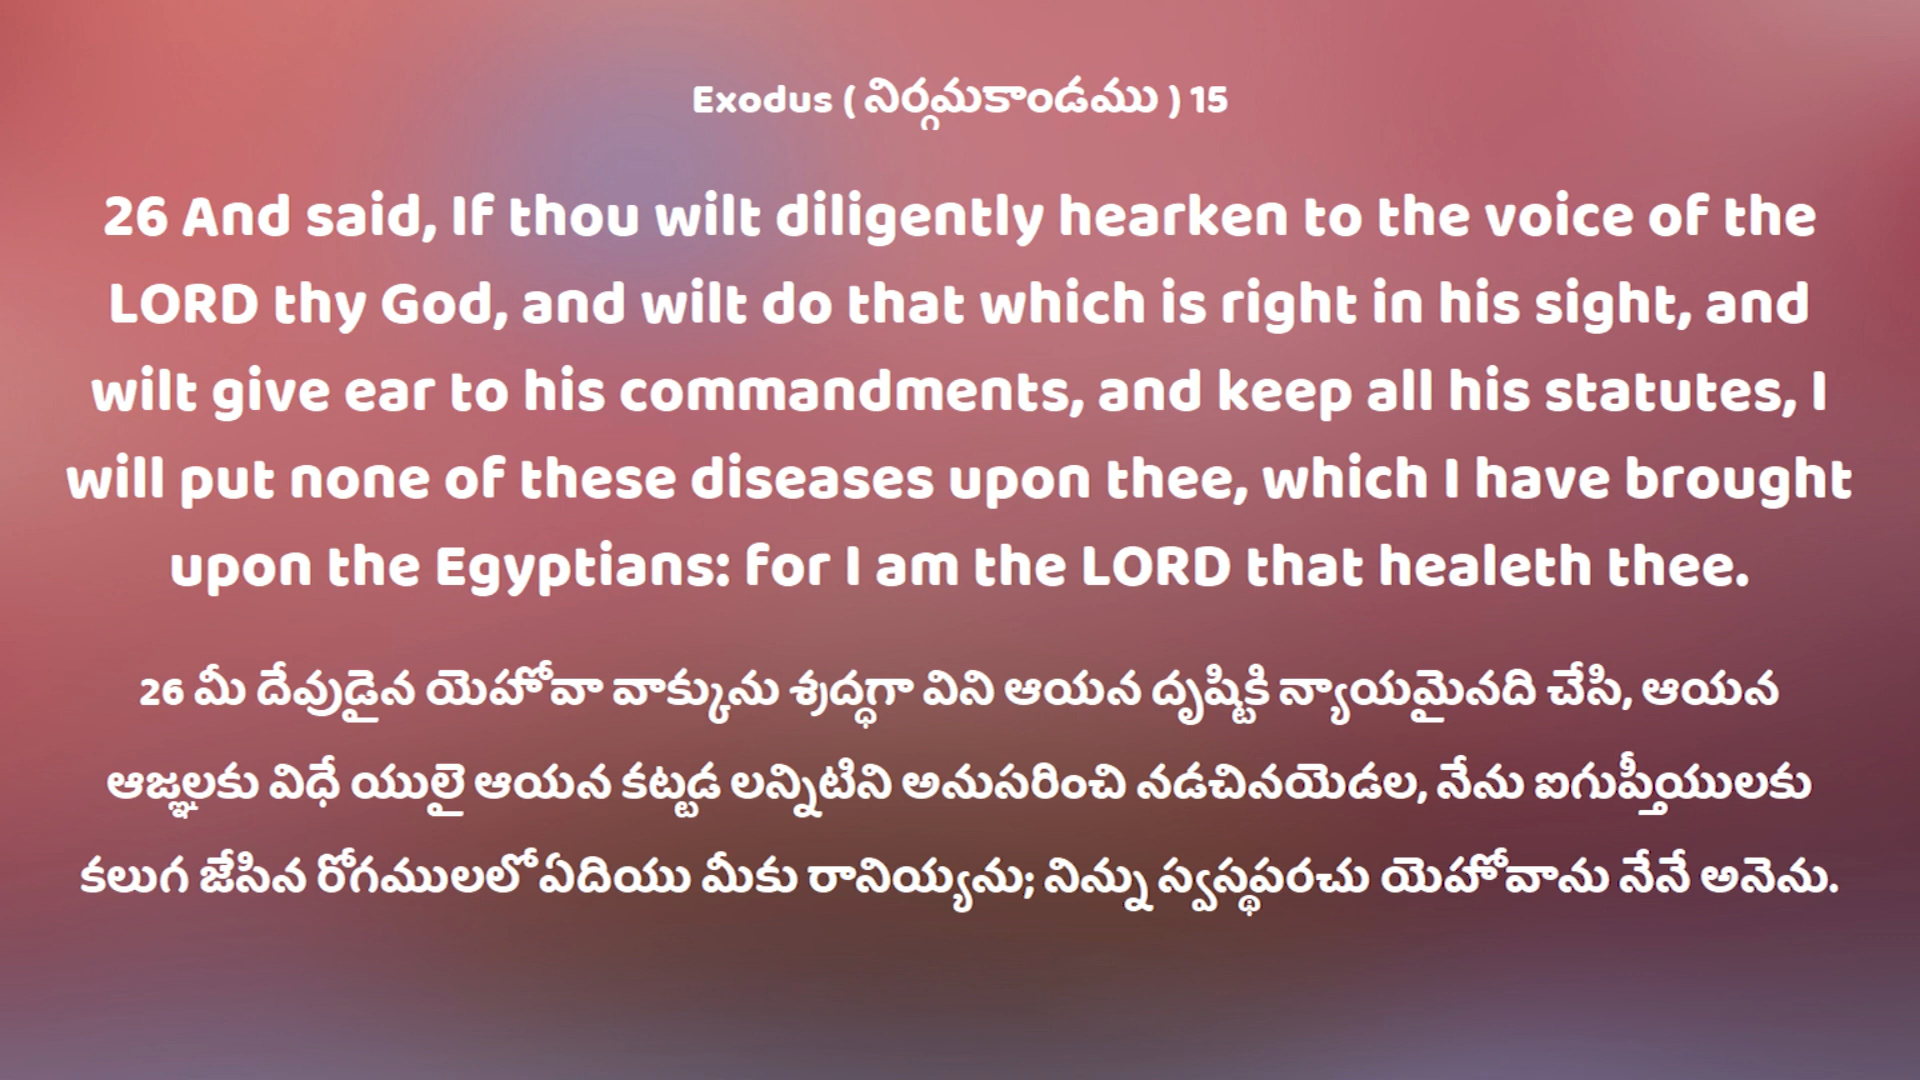 Exodus ( నిర్గమకాండము ) 15
26 And said, If thou wilt diligently hearken to the voice of the
LORD thy God, and wilt do that which is right in his sight, and
wilt give ear to his commandments, and keep all his statutes, I
will put none of these diseases upon thee, which I have brought
upon the Egyptians: for I am the LORD that healeth thee.
26 మీ దేవుడైన యెహోవా వాక్కును శ్రద్ధగా విని ఆయన దృష్టికి న్యాయమైనది చేసి, ఆయన
ఆజ్ఞలకు విధే యులై ఆయన కట్టడ లన్నిటిని అనుసరించి నడచినయెడల, నేను ఐగుప్తీయులకు
కలుగ జేసిన రోగములలో ఏదియు మీకు రానియ్యను; నిన్ను స్వస్థపరచు యెహోవాను నేనే అనెను.